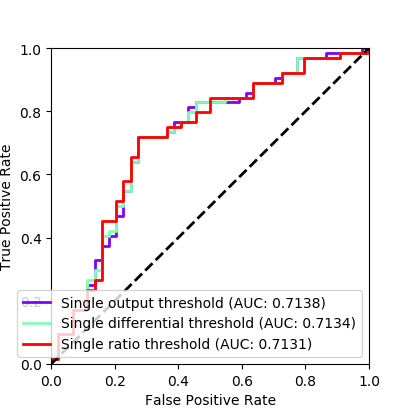 1.0
0.8
0.6
0.4
0.2
0.0
True Positive Rate
Single output threshold (AUC: 0.7138)
Single differential threshold (AUC: 0.7134)
Single ratio threshold (AUC: 0.7131)
0.0 0.2 0.4 0.6 0.8 1.0
False Positive Rate